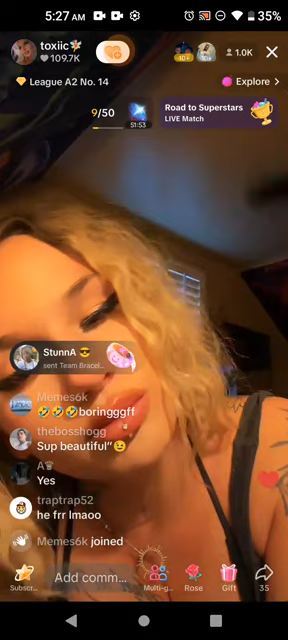 5:27 AM
35%
toxiic
109.7K
1.0K
League A2 No. 14
Explore
9/50
51:53
Road to Superstars
LIVE Match
StunnA 😎
sent Team Bracel...
Memes6k
🤣🤣🤣boringggff
thebosshogg
Sup beautiful”😉
A♕
Yes
traptrap52
he frr lmaoo
Memes6k joined
Subscr...
Add comm...
Multi-g...
Rose
Gift
35